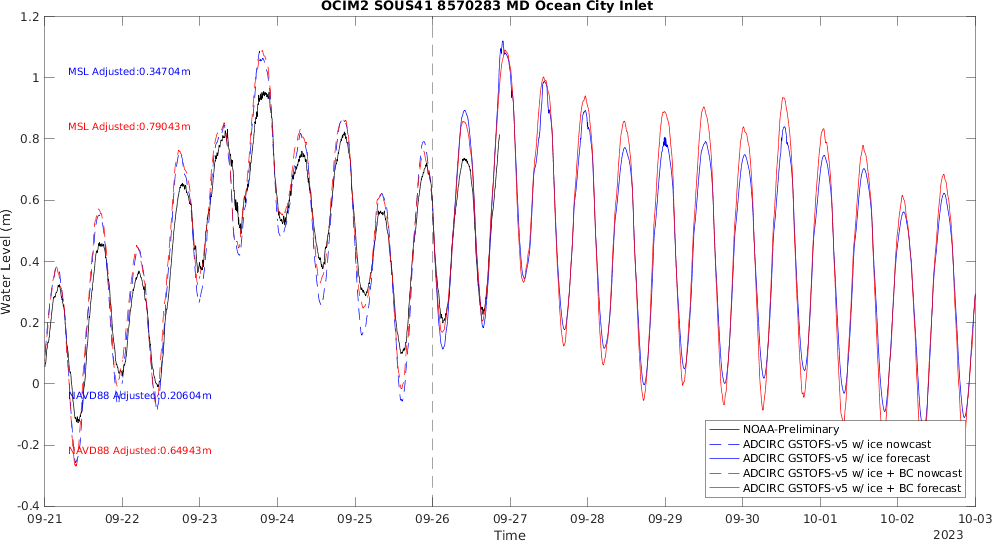 OCIM2 SOUS41 8570283 MD Ocean City Inlet
1.2
1
0.8
0.6
0.4
0.2
0
-0.2
-0.4
Water Level (m)
MSL Adjusted:0.34704m
MSL Adjusted:0.79043m
NAVD88 Adjusted:0.20604m
NAVD88 Adjusted:0.64943m
NOAA-Preliminary
ADCIRC GSTOFS-v5 w/ ice nowcast
ADCIRC GSTOFS-v5 w/ ice forecast
ADCIRC GSTOFS-v5 w/ ice + BC nowcast
ADCIRC GSTOFS-v5 w/ ice + BC forecast
09-21 09-22 09-23 09-24 09-25 09-26 09-27 09-28 09-29 09-30 10-01 10-02 10-03
Time
2023